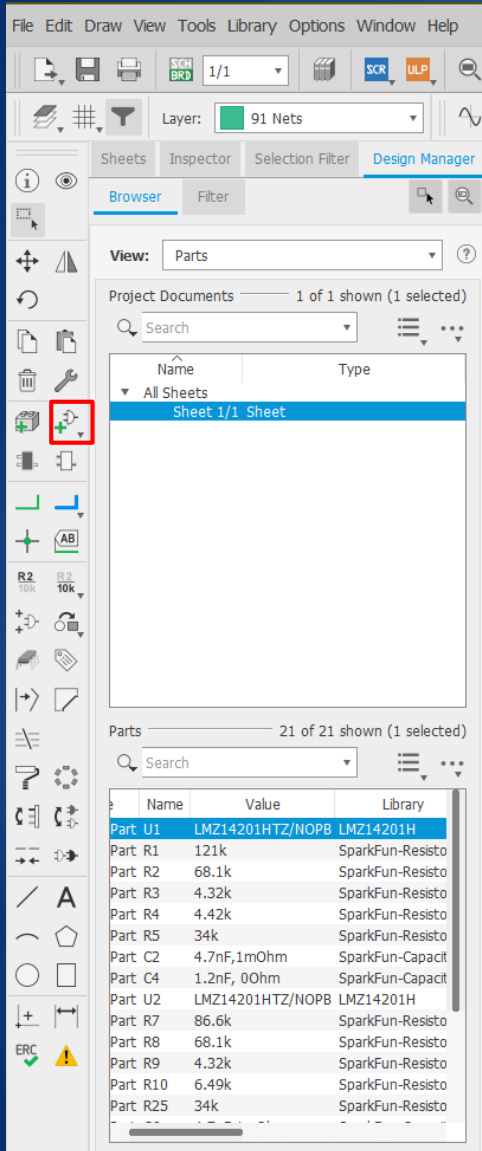 File Edit Draw View Tools Library Options Window Help
SCH BRD 1/1 SCR ULP
Layer: 91 Nets
Sheets Inspector Selection Filter Design Manager
Browser Filter
View: Parts ?
Project Documents 1 of 1 shown (1 selected)
Search
Name Type
All Sheets
Sheet 1/1 Sheet
AB
R2 10k R2 10k
A
ERC
Parts 21 of 21 shown (1 selected)
Search
Name Value Library
Part U1 LMZ14201HTZ/NOPB LMZ14201H
Part R1 121k SparkFun-Resisto
Part R2 68.1k SparkFun-Resisto
Part R3 4.32k SparkFun-Resisto
Part R4 4.42k SparkFun-Resisto
Part R5 34k SparkFun-Resisto
Part C2 4.7nF,1mOhm SparkFun-Capacit
Part C4 1.2nF, 0Ohm SparkFun-Capacit
Part U2 LMZ14201HTZ/NOPB LMZ14201H
Part R7 86.6k SparkFun-Resisto
Part R8 68.1k SparkFun-Resisto
Part R9 4.32k SparkFun-Resisto
Part R10 6.49k SparkFun-Resisto
Part R25 34k SparkFun-Resisto